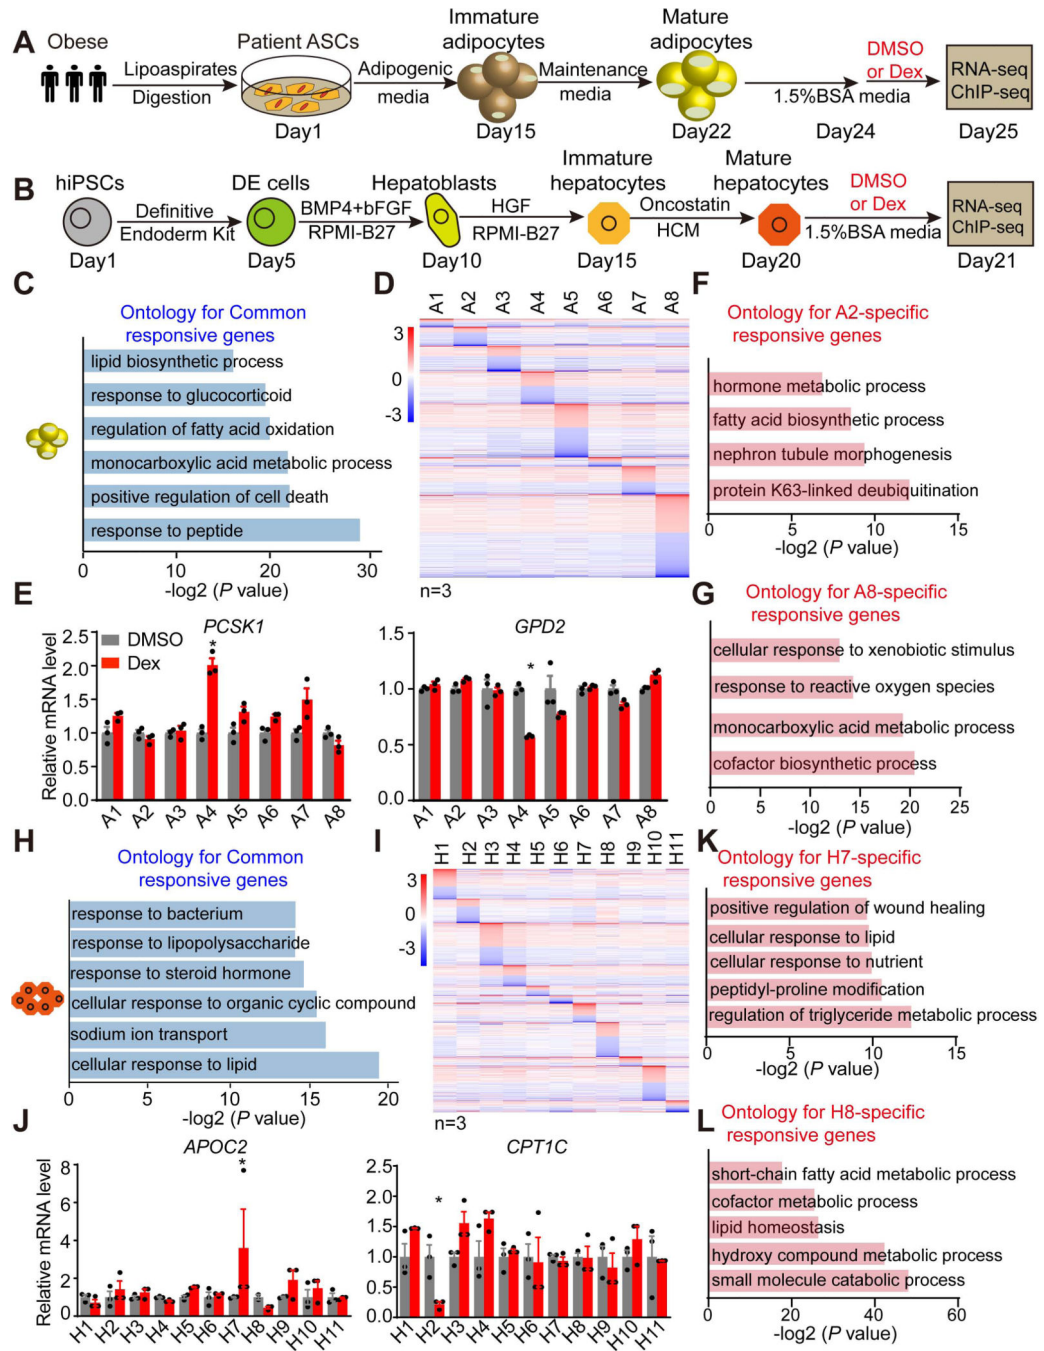 A
Obese
Lipoaspirates
Digestion
Patient ASCs
Day1
Adipogenic
media
Immature
adipocytes
Day15
Maintenance
media
Mature
adipocytes
Day22
DMSO
or Dex
1.5%BSA media
Day24
RNA-seq
ChIP-seq
Day25
B
hiPSCs
Day1
Definitive
Endoderm Kit
DE cells
Day5
BMP4+bFGF
RPMI-B27
Hepatoblasts
Day10
HGF
RPMI-B27
Immature
hepatocytes
Day15
Oncostatin
HCM
Mature
hepatocytes
Day20
DMSO
or Dex
1.5%BSA media
RNA-seq
ChIP-seq
Day21
C
Ontology for Common
responsive genes
lipid biosynthetic process
response to glucocorticoid
regulation of fatty acid oxidation
monocarboxylic acid metabolic process
positive regulation of cell death
response to peptide
0 10 20 30
-log2 (P value)
D
A1 A2 A3 A4 A5 A6 A7 A8
3
0
-3
n=3
F
Ontology for A2-specific
responsive genes
hormone metabolic process
fatty acid biosynthetic process
nephron tubule morphogenesis
protein K63-linked deubiquitination
0 5 10 15
-log2 (P value)
E
PCSK1
Relative mRNA level
DMSO
Dex
*
2.5
2.0
1.5
1.0
0.5
0.0
A1 A2 A3 A4 A5 A6 A7 A8
GPD2
*
1.5
1.0
0.5
0.0
A1 A2 A3 A4 A5 A6 A7 A8
G
Ontology for A8-specific
responsive genes
cellular response to xenobiotic stimulus
response to reactive oxygen species
monocarboxylic acid metabolic process
cofactor biosynthetic process
0 5 10 15 20 25
-log2 (P value)
H
Ontology for Common
responsive genes
response to bacterium
response to lipopolysaccharide
response to steroid hormone
cellular response to organic cyclic compound
sodium ion transport
cellular response to lipid
0 5 10 15 20
-log2 (P value)
I
H1 H2 H3 H4 H5 H6 H7 H8 H9 H10 H11
3
0
-3
n=3
K
Ontology for H7-specific
responsive genes
positive regulation of wound healing
cellular response to lipid
cellular response to nutrient
peptidyl-proline modification
regulation of triglyceride metabolic process
0 5 10 15
-log2 (P value)
J
APOC2
Relative mRNA level
*
8
6
4
2
0
H1 H2 H3 H4 H5 H6 H7 H8 H9 H10 H11
CPT1C
*
2.5
2.0
1.5
1.0
0.5
0.0
H1 H2 H3 H4 H5 H6 H7 H8 H9 H10 H11
L
Ontology for H8-specific
responsive genes
short-chain fatty acid metabolic process
cofactor metabolic process
lipid homeostasis
hydroxy compound metabolic process
small molecule catabolic process
0 20 40 60
-log2 (P value)